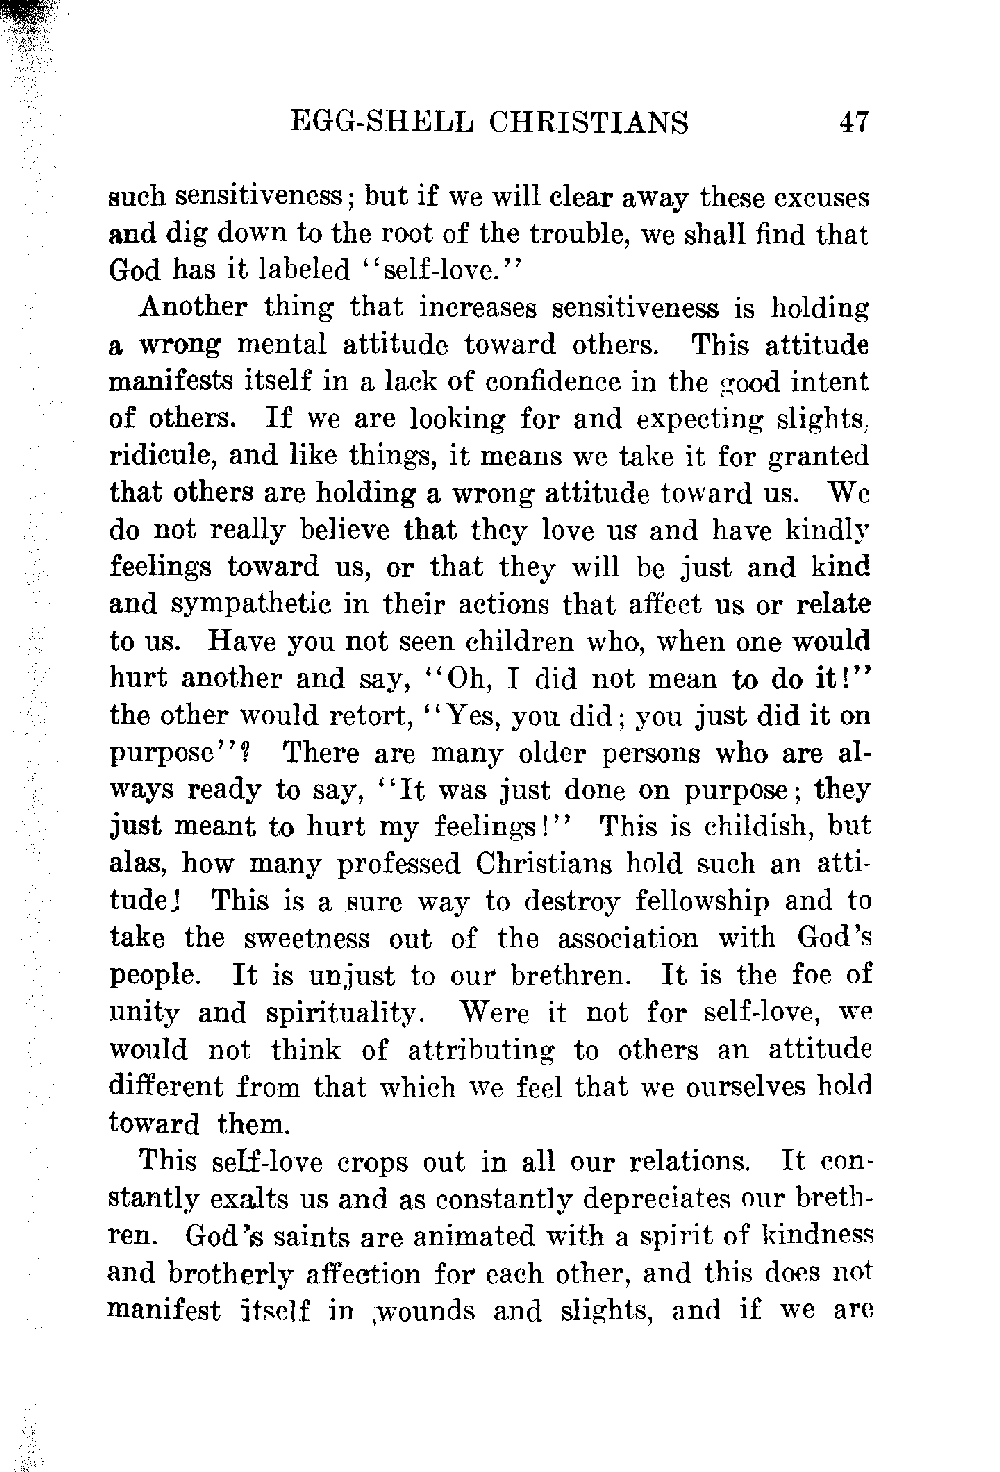 EGG-SHELL CHRISTIANS 47
such sensitiveness; but if we will clear away these excuses
and dig down to the root of the trouble, we shall find that
God has it labeled "self-love."
Another thing that increases sensitiveness is holding
a wrong mental attitude toward others. This attitude
manifests itself in a lack of confidence in the good intent
of others. If we are looking for and expecting slights,
ridicule, and like things, it means we take it for granted
that others are holding a wrong attitude toward us. We
do not really believe that they love us and have kindly
feelings toward us, or that they will be just and kind
and sympathetic in their actions that affect us or relate
to us. Have you not seen children who, when one would
hurt another and say, "Oh, I did not mean to do it!"
the other would retort, "Yes, you did; you just did it on
purpose"? There are many older persons who are al-
ways ready to say, "It was just done on purpose; they
just meant to hurt my feelings!" This is childish, but
alas, how many professed Christians hold such an atti-
tude! This is a sure way to destroy fellowship and to
take the sweetness out of the association with God's
people. It is unjust to our brethren. It is the foe of
unity and spirituality. Were it not for self-love, we
would not think of attributing to others an attitude
different from that which we feel that we ourselves hold
toward them.
This self-love crops out in all our relations. It con-
stantly exalts us and as constantly depreciates our breth-
ren. God's saints are animated with a spirit of kindness
and brotherly affection for each other, and this does not
manifest itself in wounds and slights, and if we are